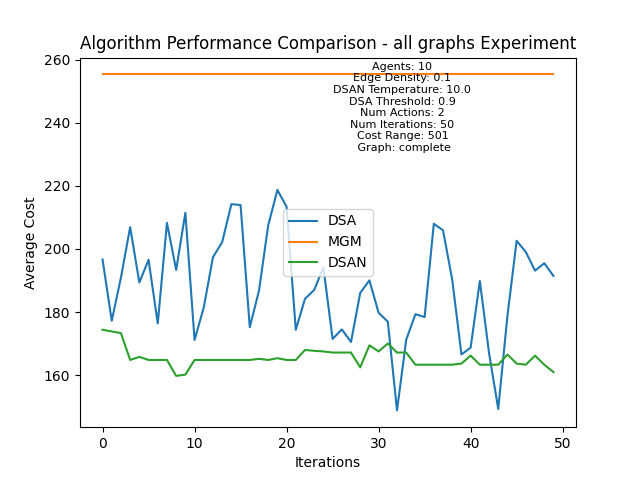 Algorithm Performance Comparison - all graphs Experiment
260
240
220
200
180
160
Average Cost
Agents: 10
Edge Density: 0.1
DSAN Temperature: 10.0
DSA Threshold: 0.9
Num Actions: 2
Num Iterations: 50
Cost Range: 501
Graph: complete
DSA
MGM
DSAN
0
10
20
30
40
50
Iterations